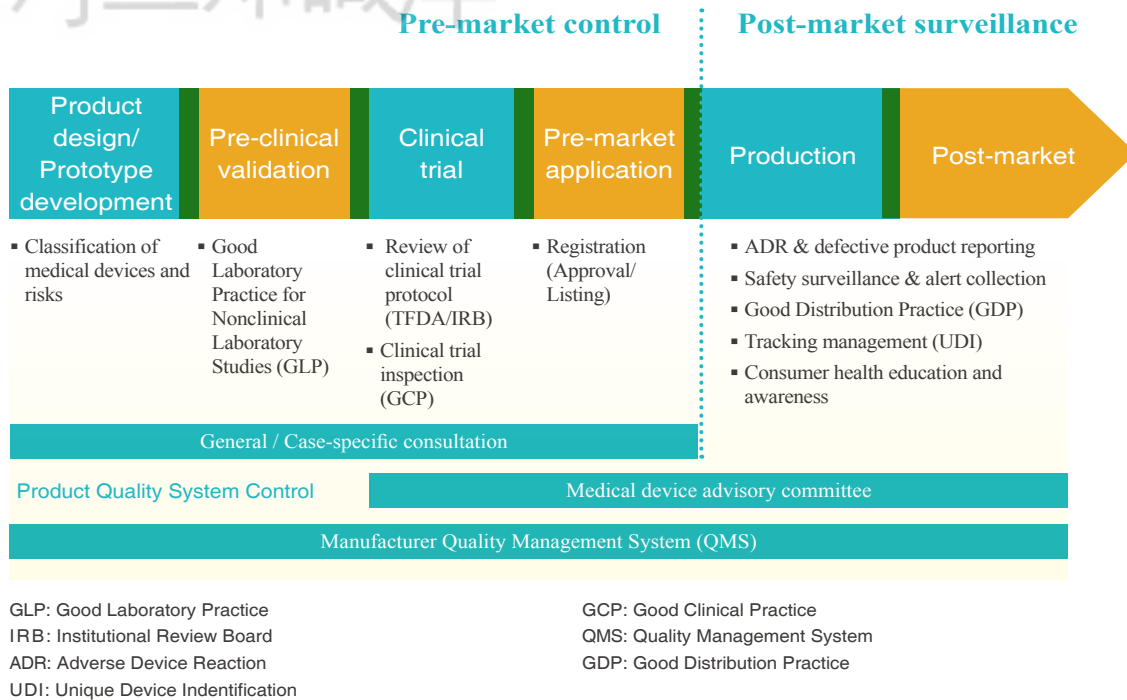 Pre-market control
Post-market surveillance
Product
design/
Prototype
development
Pre-clinical
validation
Clinical
trial
Pre-market
application
Production
Post-market
▪ Classification of
medical devices and
risks
▪ Good
Laboratory
Practice for
Nonclinical
Laboratory
Studies (GLP)
▪ Review of
clinical trial
protocol
(TFDA/IRB)
▪ Clinical trial
inspection
(GCP)
▪ Registration
(Approval/
Listing)
▪ ADR & defective product reporting
▪ Safety surveillance & alert collection
▪ Good Distribution Practice (GDP)
▪ Tracking management (UDI)
▪ Consumer health education and
awareness
General / Case-specific consultation
Product Quality System Control
Medical device advisory committee
Manufacturer Quality Management System (QMS)
GLP: Good Laboratory Practice
IRB: Institutional Review Board
ADR: Adverse Device Reaction
UDI: Unique Device Indentification
GCP: Good Clinical Practice
QMS: Quality Management System
GDP: Good Distribution Practice